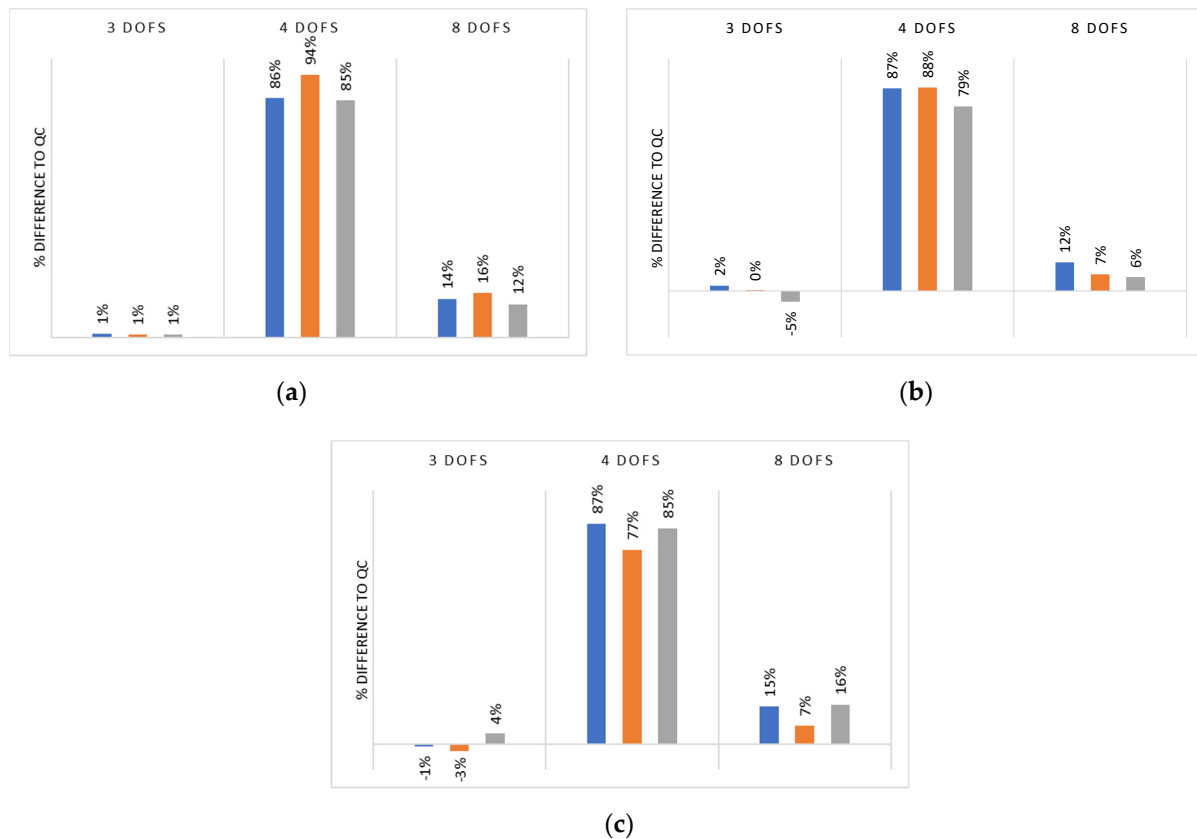 3 DOFS 4 DOFS 8 DOFS
% DIFFERENCE TO QC
1% 1% 1% 86% 94% 85% 14% 16% 12%
(a)
3 DOFS 4 DOFS 8 DOFS
% DIFFERENCE TO QC
2% 0% -5% 87% 88% 79% 12% 7% 6%
(b)
3 DOFS 4 DOFS 8 DOFS
% DIFFERENCE TO QC
-1% -3% 4% 87% 77% 85% 15% 7% 16%
(c)